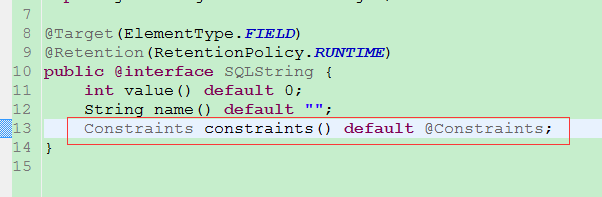 7
8 @Target(ElementType.FIELD)
9 @Retention(RetentionPolicy.RUNTIME)
10 public @interface SQLString {
11 int value() default 0;
12 String name() default "";
13 Constraints constraints() default @Constraints;
14 }
15